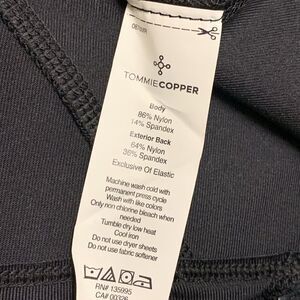 TOMMIECOPPER
Body
86% Nylon
14% Spandex
Exterior Back
64% Nylon
36% Spandex
Exclusive Of Elastic
Machine wash cold with
permanent press cycle
Wash with like colors
Only non chlorine bleach when
needed
Tumble dry low heat
Cool iron
Do not use dryer sheets
Do not use fabric softener
RN# 135995
CA# 00326